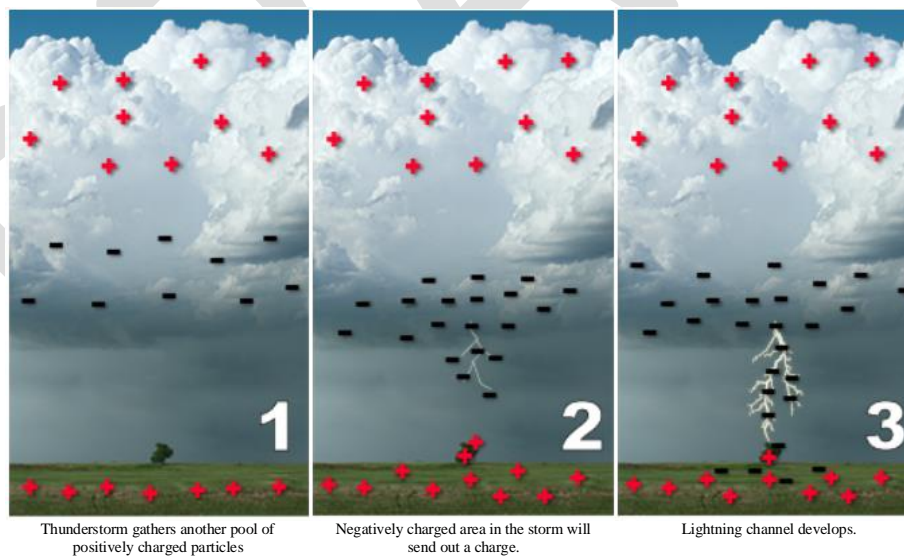 1
2
3
Thunderstorm gathers another pool of
positively charged particles
Negatively charged area in the storm will
send out a charge.
Lightning channel develops.